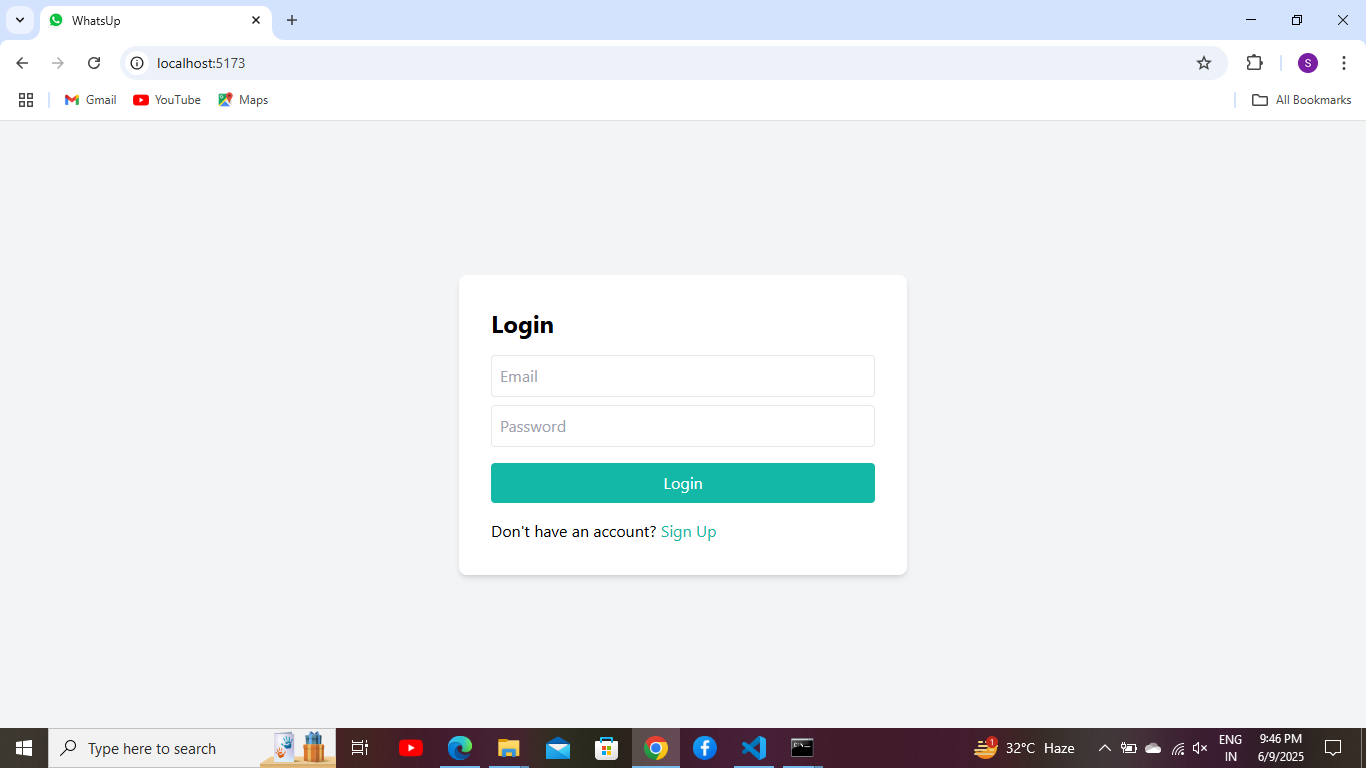 WhatsUp
localhost:5173
Gmail YouTube Maps All Bookmarks
S
Login
Email
Password
Login
Don't have an account? Sign Up
Type here to search
1
32°C Haze
ENG
IN
9:46 PM
6/9/2025